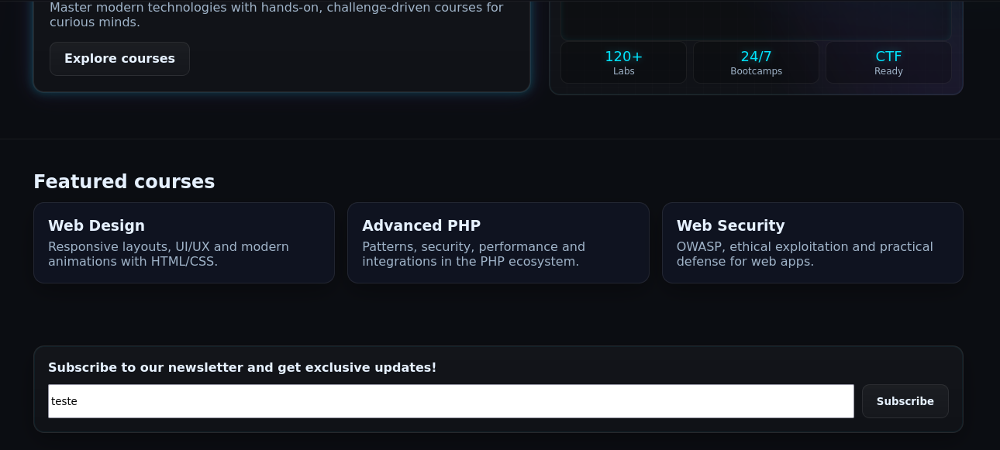 Master modern technologies with hands-on, challenge-driven courses for
curious minds.
Explore courses
120+
Labs
24/7
Bootcamps
CTF
Ready
Featured courses
Web Design
Responsive layouts, UI/UX and modern
animations with HTML/CSS.
Advanced PHP
Patterns, security, performance and
integrations in the PHP ecosystem.
Web Security
OWASP, ethical exploitation and practical
defense for web apps.
Subscribe to our newsletter and get exclusive updates!
teste
Subscribe